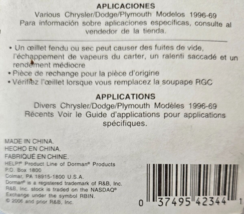 APLICACIONES
Various Chrysler/Dodge/Plymouth Modelos 1996-69
Para información sobre aplicaciones específicas, consulte al
vendedor de la tienda.
• Un œillet fendu ou sec peut causer des fuites de vide,
l'échappement de vapeurs du carter, un ralenti saccadé et un
rendement médiocre
• Pièce de rechange pour la pièce d'origine
• Vérifiez l'œillet lorsque vous remplacez la soupape RGC
APPLICATIONS
Divers Chrysler/Dodge/Plymouth Modèles 1996-69
Récents Voir le Guide d'applications pour applications
spécifiques.
MADE IN CHINA.
HECHO EN CHINA.
FABRIQUÉ EN CHINE.
HELP! Product Line of Dorman® Products
P.O. Box 1800
Colmar, PA 18915-1800 U.S.A.
Dorman® is a registered trademark of R&B, Inc.
R&B, Inc. stock is traded on the NASDAQ®
Exchange under the symbol RBIN.
© 2006 and prior R&B, Inc.
0 37495 42344 1